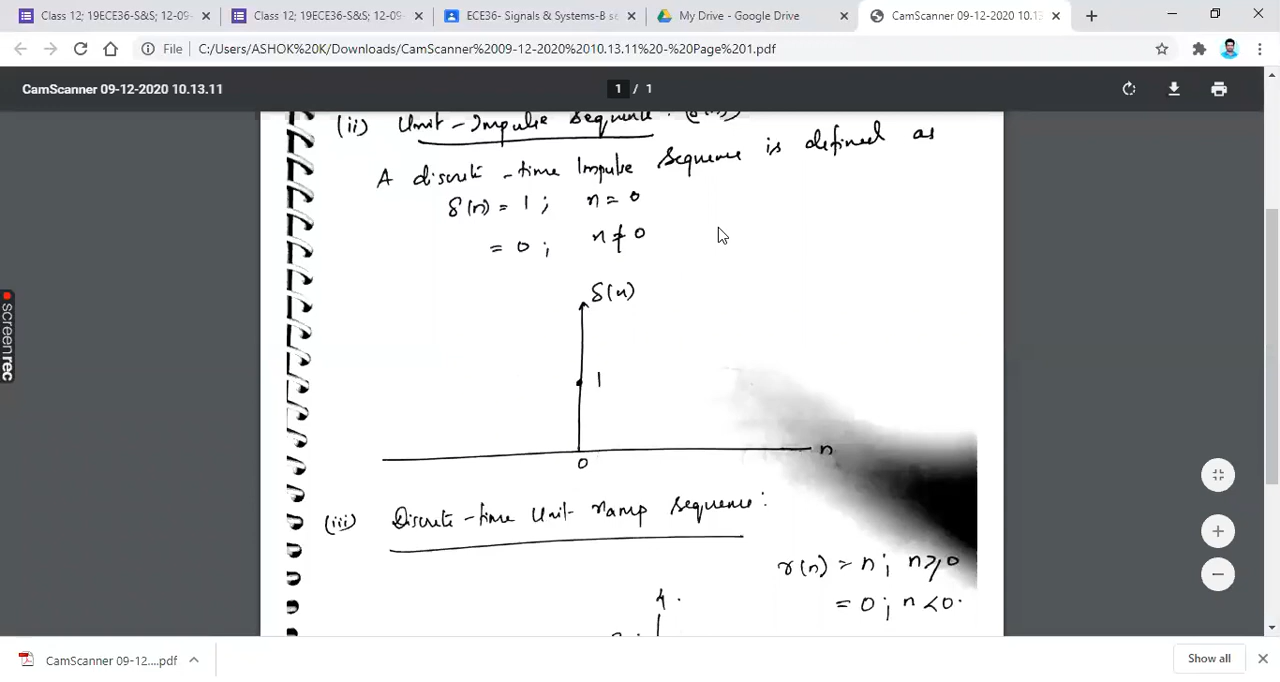 Class 12; 19ECE36-S&S; 12-09-
Class 12; 19ECE36-S&S; 12-09-
ECE36- Signals & Systems-B se
My Drive - Google Drive
CamScanner 09-12-2020 10.13.
File
C:/Users/ASHOK%20K/Downloads/CamScanner%2009-12-2020%2010.13.11%20-%20Page%201.pdf
CamScanner 09-12-2020 10.13.11
1 / 1
(ii) Unit-Impulse Sequence : (δ(n))
A discrete-time Impulse Sequence is defined as
δ(n) = 1; n = 0
= 0; n ≠ 0
δ(n)
1
0
n
(iii) Discrete-time Unit-ramp Sequence:
r(n) = n; n ≥ 0
= 0; n < 0.
4
screenrec
CamScanner 09-12....pdf
Show all